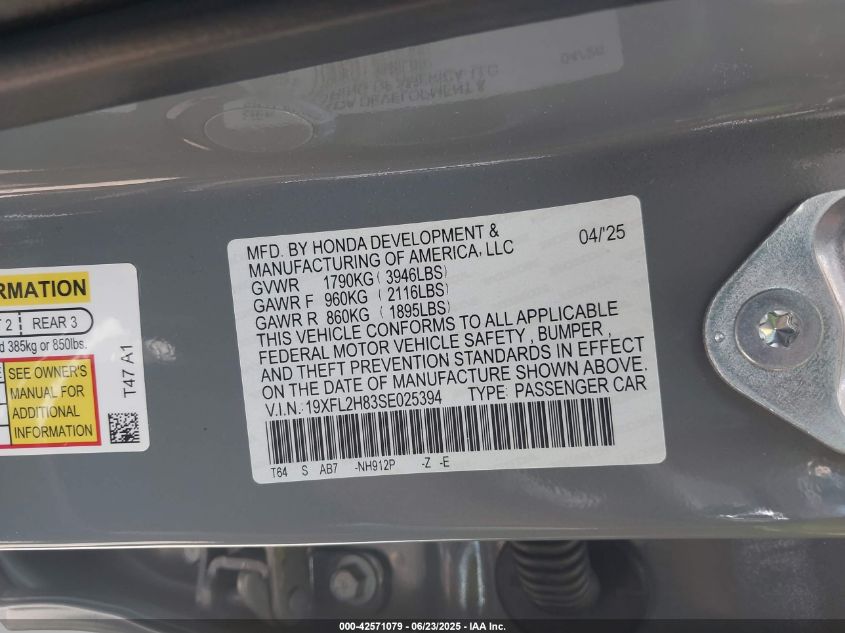 MFD. BY HONDA DEVELOPMENT &
MANUFACTURING OF AMERICA, LLC
04/'25
GVWR 1790KG ( 3946LBS)
GAWR F 960KG ( 2116LBS)
GAWR R 860KG ( 1895LBS)
THIS VEHICLE CONFORMS TO ALL APPLICABLE
FEDERAL MOTOR VEHICLE SAFETY , BUMPER ,
AND THEFT PREVENTION STANDARDS IN EFFECT
ON THE DATE OF MANUFACTURE SHOWN ABOVE.
V.I.N.: 19XFL2H83SE025394 TYPE: PASSENGER CAR
T64 S AB7 -NH912P -Z -E
REAR 3
385kg or 850lbs.
SEE OWNER'S
MANUAL FOR
ADDITIONAL
INFORMATION
T47 A1
000-42571079 - 06/23/2025 - IAA Inc.